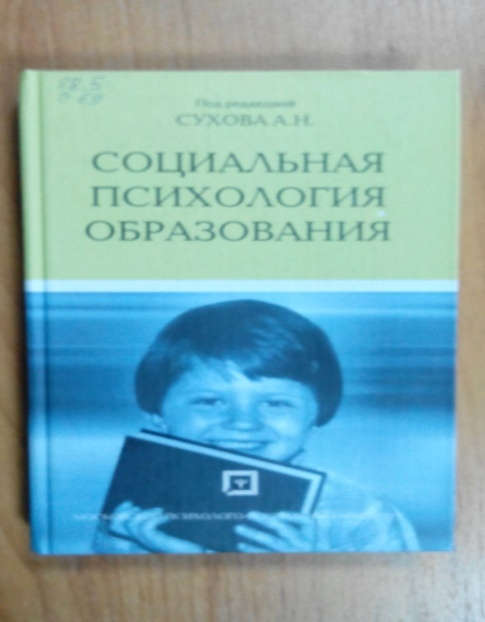 Под редакцией
СУХОВА А.Н.
СОЦИАЛЬНАЯ
ПСИХОЛОГИЯ
ОБРАЗОВАНИЯ